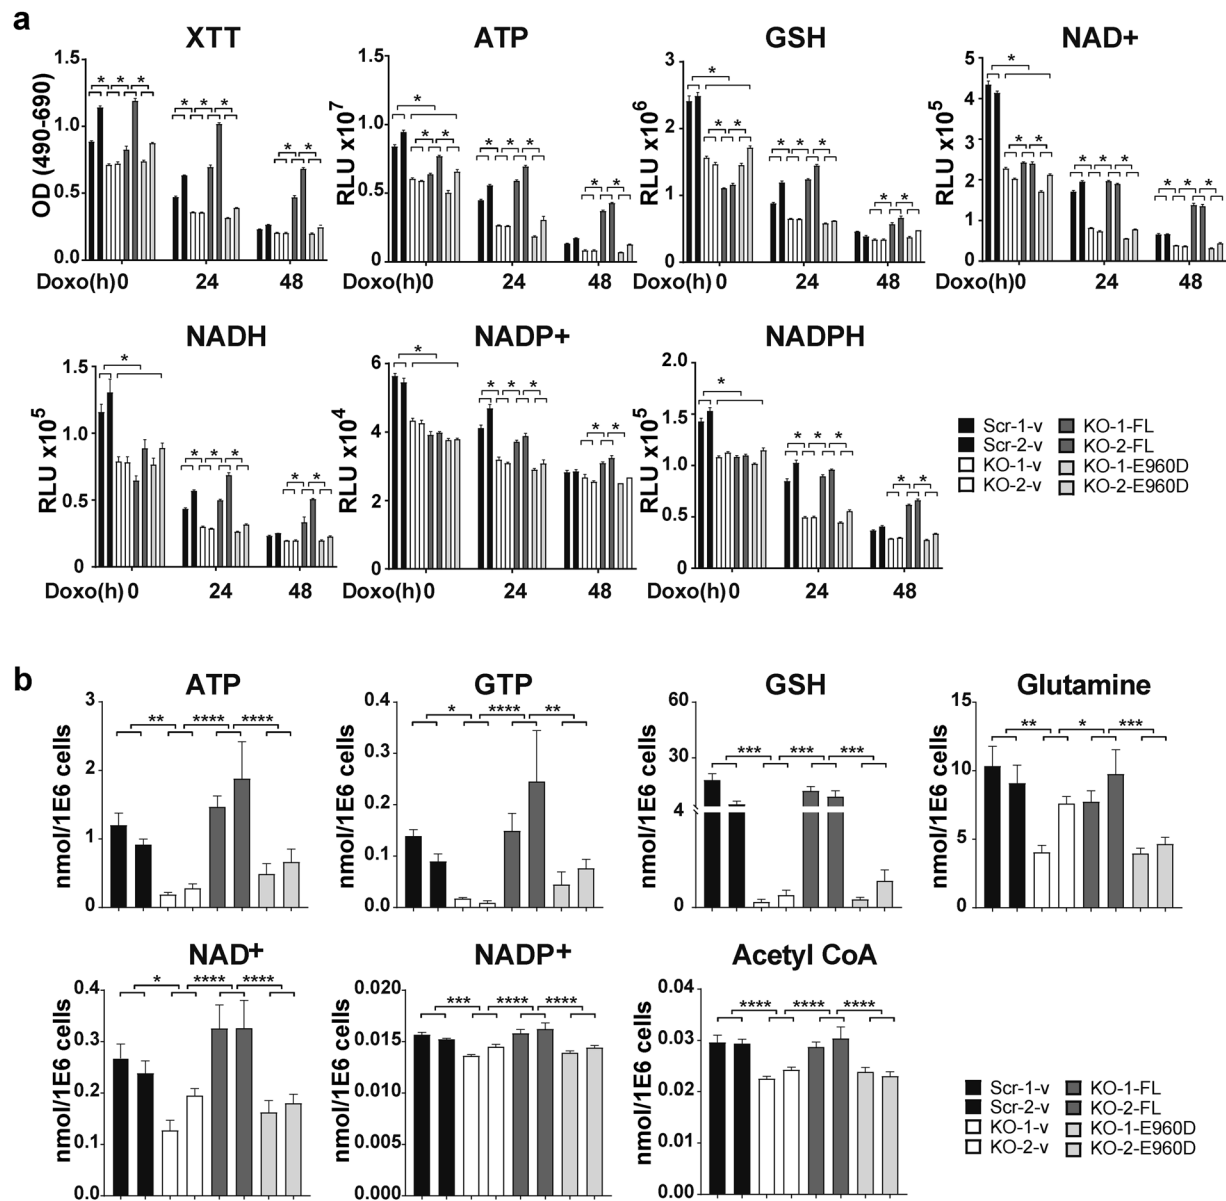 a
XTT
ATP
GSH
NAD+
OD (490-690)
1.5
1.0
0.5
0.0
* * *
* * * *
* * *
Doxo(h) 0 24 48
RLU x10⁷
1.5
1.0
0.5
0
*
* * *
* * * *
* * *
Doxo(h) 0 24 48
RLU x10⁶
3
2
1
0
*
* * *
* * * *
* * *
Doxo(h) 0 24 48
RLU x10⁵
5
4
3
2
1
0
*
* * *
* * * *
* * *
Doxo(h) 0 24 48
NADH
NADP+
NADPH
RLU x10⁵
1.5
1.0
0.5
0
*
* * *
* *
Doxo(h) 0 24 48
RLU x10⁴
6
4
2
0
*
* * *
* *
Doxo(h) 0 24 48
RLU x10⁵
2.0
1.5
1.0
0.5
0
*
* * *
* *
Doxo(h) 0 24 48
Scr-1-v KO-1-FL
Scr-2-v KO-2-FL
KO-1-v KO-1-E960D
KO-2-v KO-2-E960D
b
ATP
GTP
GSH
Glutamine
nmol/1E6 cells
3
2
1
0
** **** ****
nmol/1E6 cells
0.4
0.3
0.2
0.1
0.0
* **** **
nmol/1E6 cells
60
30
4
0
*** *** ***
nmol/1E6 cells
15
10
5
0
** * ***
NAD+
NADP+
Acetyl CoA
nmol/1E6 cells
0.4
0.3
0.2
0.1
0.0
* **** ****
nmol/1E6 cells
0.020
0.015
0.010
0.005
0.000
*** **** ****
nmol/1E6 cells
0.04
0.03
0.02
0.01
0.00
**** **** ****
Scr-1-v KO-1-FL
Scr-2-v KO-2-FL
KO-1-v KO-1-E960D
KO-2-v KO-2-E960D